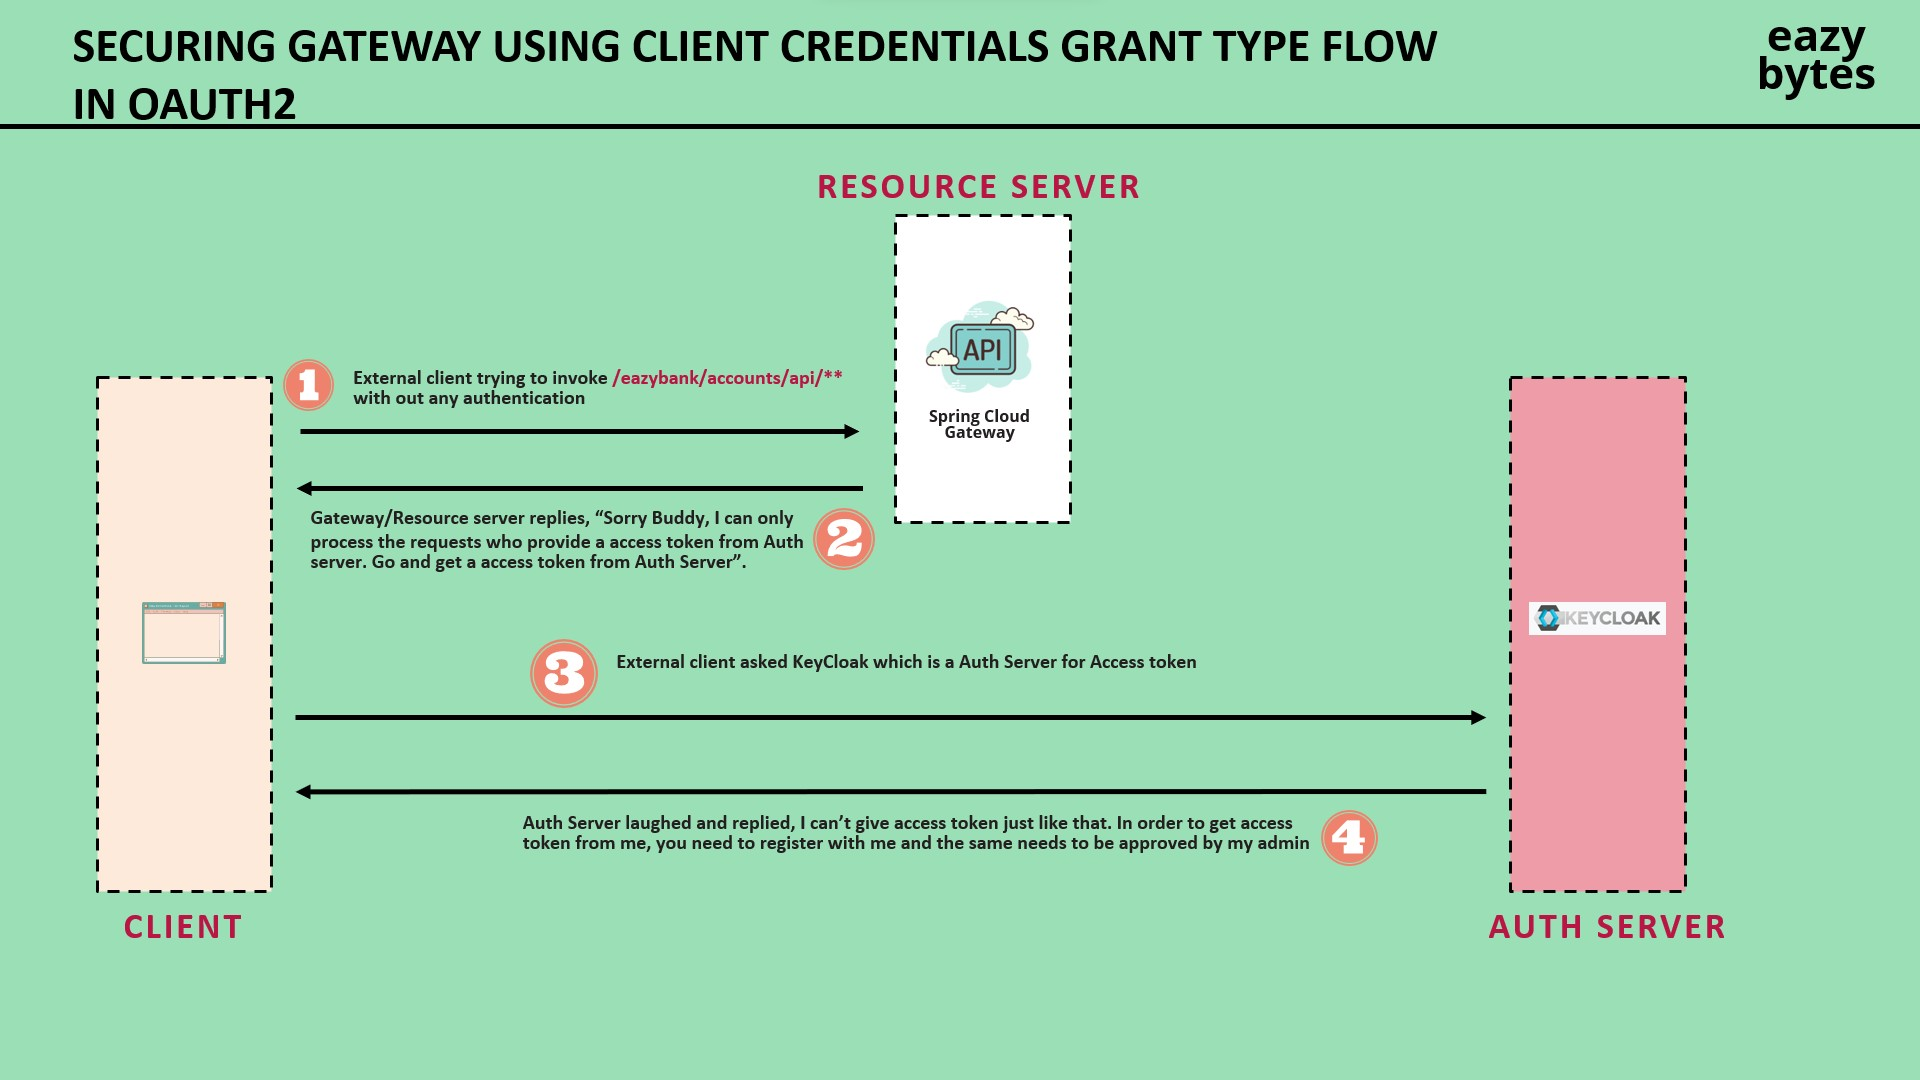 SECURING GATEWAY USING CLIENT CREDENTIALS GRANT TYPE FLOW
IN OAUTH2
eazy
bytes
RESOURCE SERVER
API
Spring Cloud
Gateway
1
External client trying to invoke /eazybank/accounts/api/**
with out any authentication
Gateway/Resource server replies, “Sorry Buddy, I can only
process the requests who provide a access token from Auth
server. Go and get a access token from Auth Server”.
2
KEYCLOAK
3
External client asked KeyCloak which is a Auth Server for Access token
Auth Server laughed and replied, I can’t give access token just like that. In order to get access
token from me, you need to register with me and the same needs to be approved by my admin
4
CLIENT
AUTH SERVER